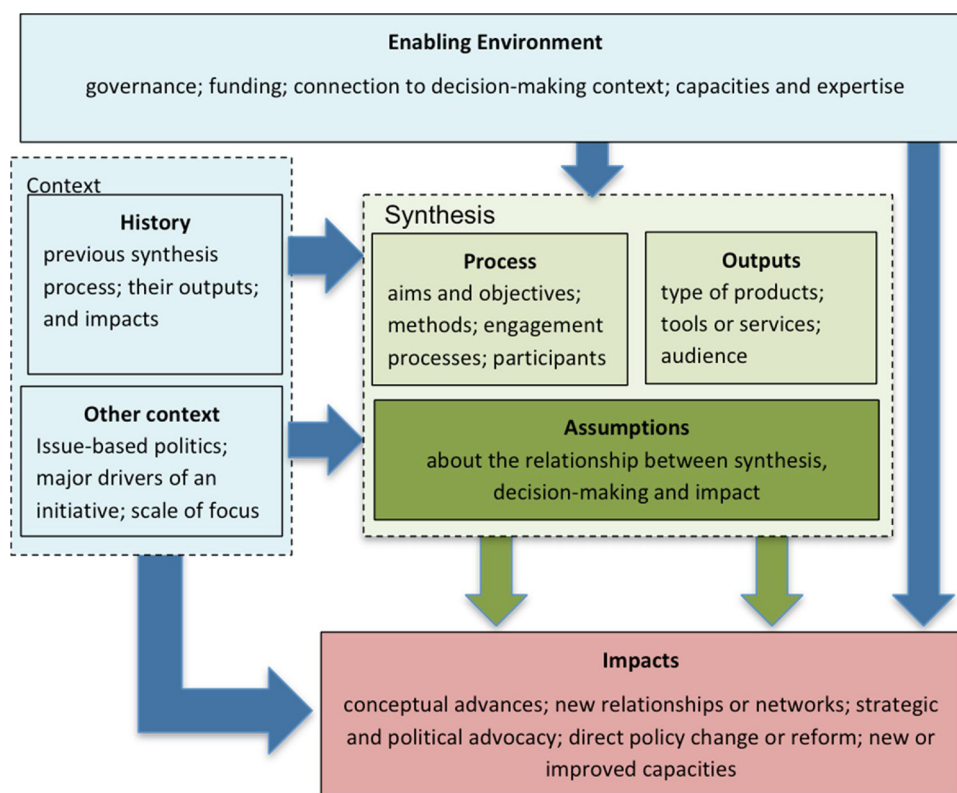 Enabling Environment
governance; funding; connection to decision-making context; capacities and expertise
Context
History
previous synthesis
process; their outputs;
and impacts
Other context
Issue-based politics;
major drivers of an
initiative; scale of focus
Synthesis
Process
aims and objectives;
methods; engagement
processes; participants
Outputs
type of products;
tools or services;
audience
Assumptions
about the relationship between synthesis,
decision-making and impact
Impacts
conceptual advances; new relationships or networks; strategic
and political advocacy; direct policy change or reform; new or
improved capacities